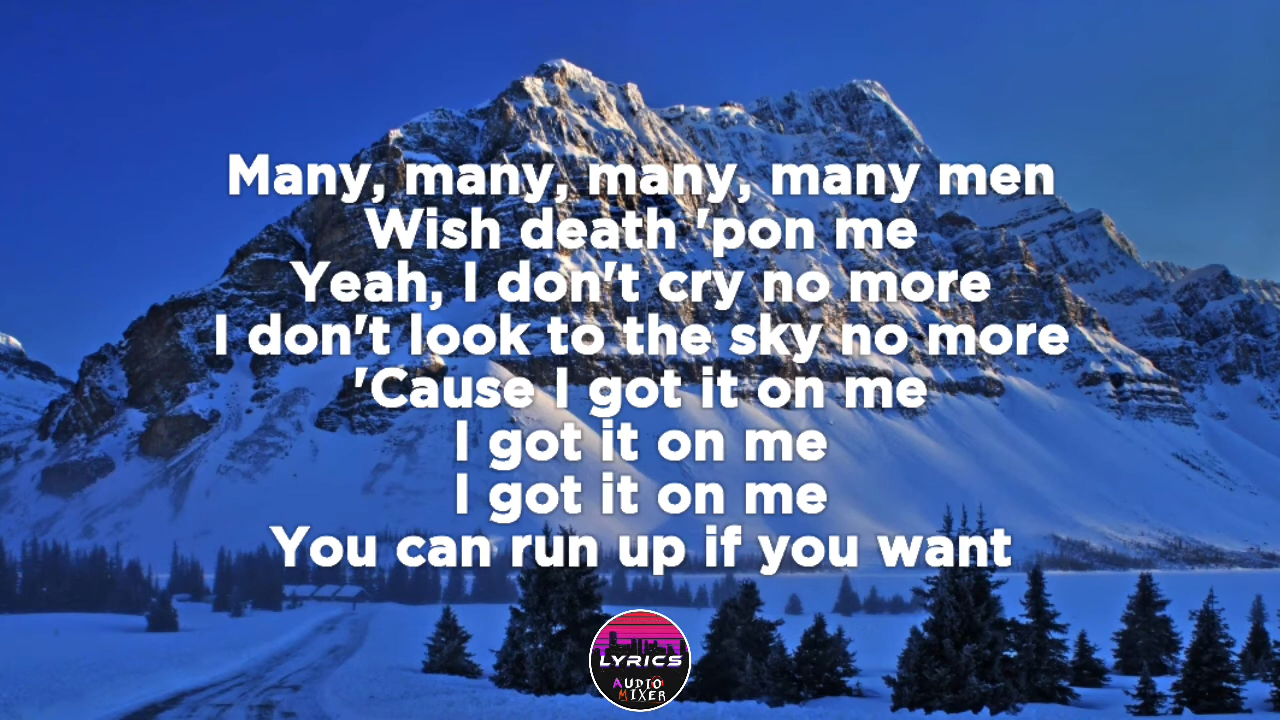 Many, many, many, many men
Wish death 'pon me
Yeah, I don't cry no more
I don't look to the sky no more
'Cause I got it on me
I got it on me
I got it on me
You can run up if you want
LYRICS
AUDIO
MIXER